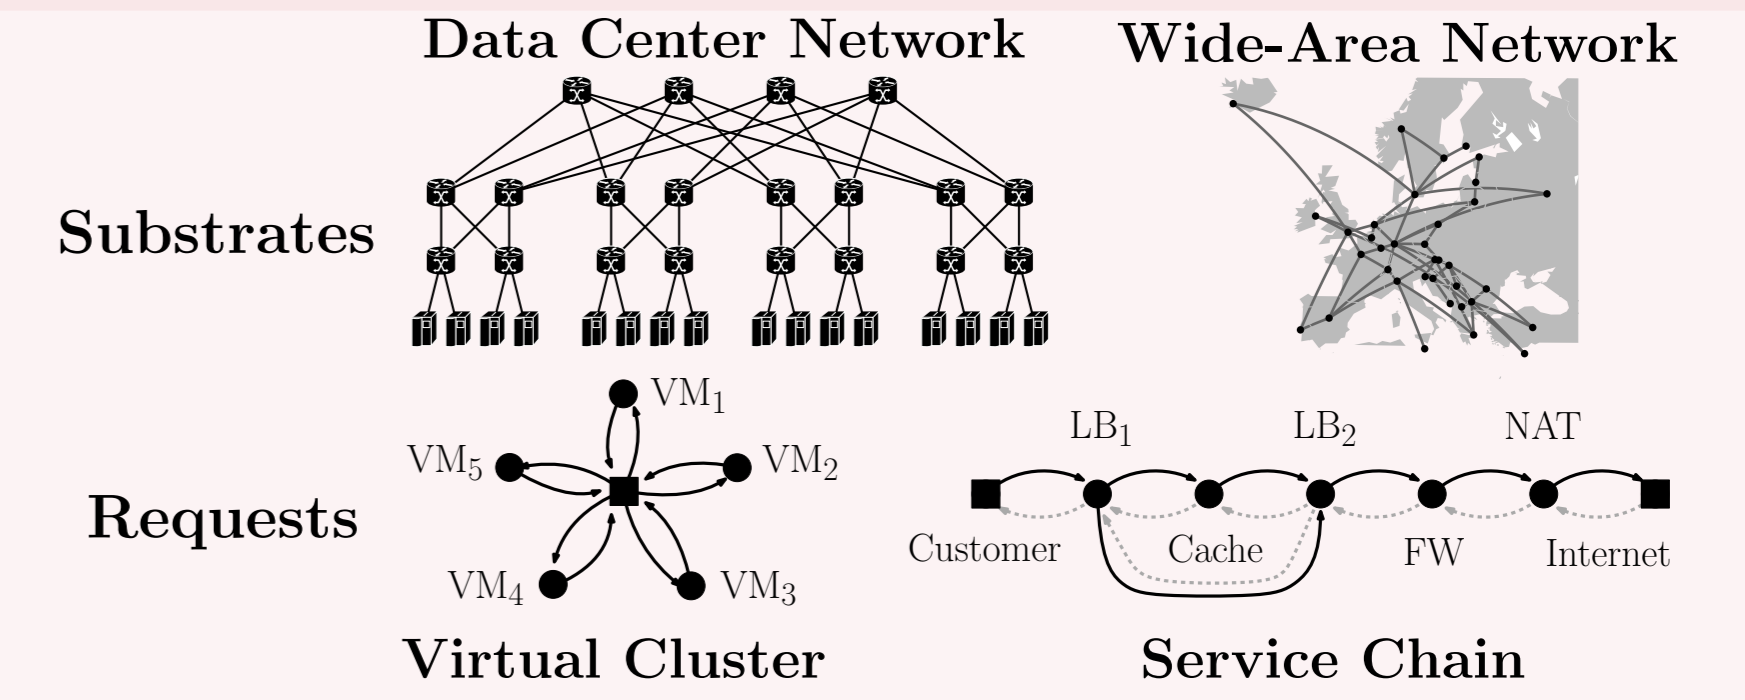 Data Center Network
Wide-Area Network
Substrates
Requests
VM₁
VM₂
VM₃
VM₄
VM₅
LB₁
LB₂
NAT
Customer
Cache
FW
Internet
Virtual Cluster
Service Chain